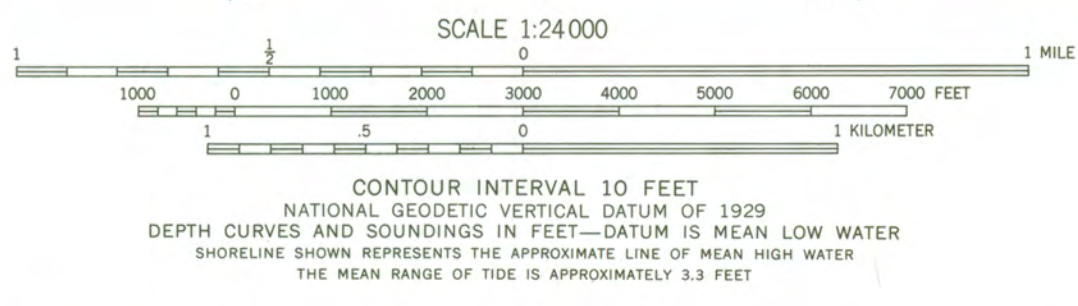 SCALE 1:24 000
1 ½ 0 1 MILE
1000 0 1000 2000 3000 4000 5000 6000 7000 FEET
1 .5 0 1 KILOMETER
CONTOUR INTERVAL 10 FEET
NATIONAL GEODETIC VERTICAL DATUM OF 1929
DEPTH CURVES AND SOUNDINGS IN FEET—DATUM IS MEAN LOW WATER
SHORELINE SHOWN REPRESENTS THE APPROXIMATE LINE OF MEAN HIGH WATER
THE MEAN RANGE OF TIDE IS APPROXIMATELY 3.3 FEET